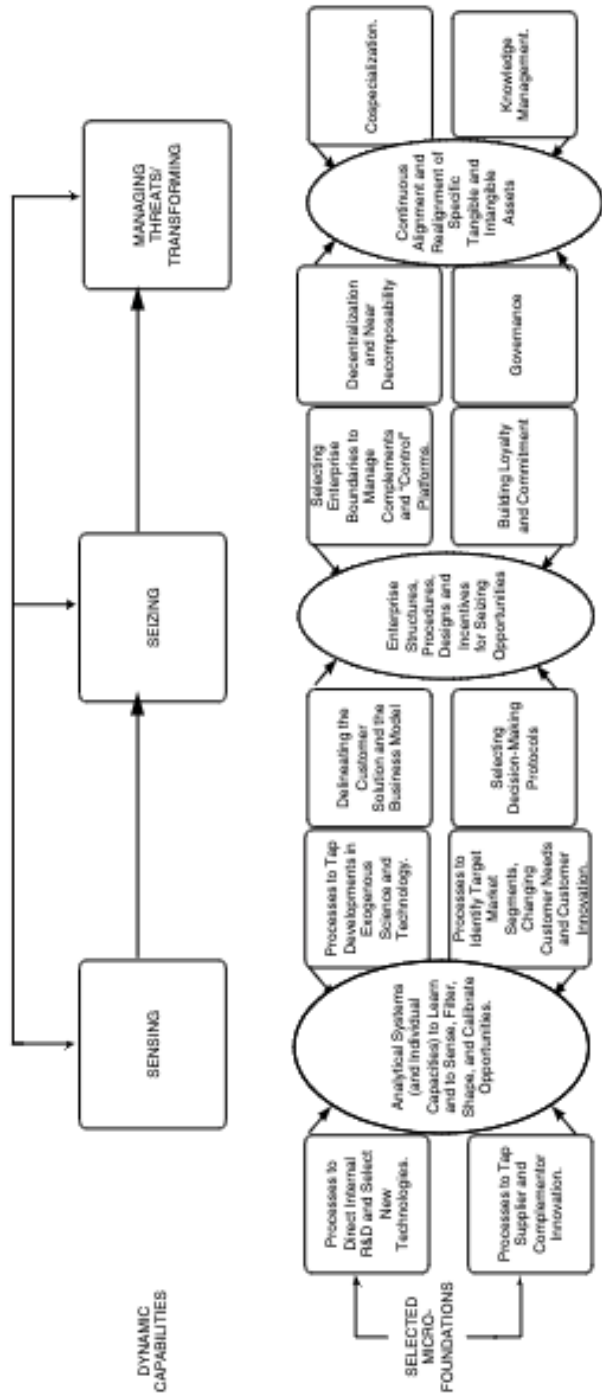 DYNAMIC
CAPABILITIES
SENSING
SEIZING
MANAGING
THREATS/
TRANSFORMING
SELECTED
MICRO-
FOUNDATIONS
Processes to
Direct Internal
R&D and Select
New
Technologies.
Processes to Tap
Supplier and
Complementor
Innovation.
Analytical Systems
(and Individual
Capacities) to Learn
and to Sense, Filter,
Shape, and Calibrate
Opportunities.
Processes to Tap
Developments in
Exogenous
Science and
Technology.
Processes to
Identify Target
Market
Segments,
Changing
Customer Needs
and Customer
Innovation.
Delineating the
Customer
Solution and the
Business Model
Selecting
Decision-Making
Protocols
Enterprise
Structures,
Procedures,
Designs and
Incentives
for Seizing
Opportunities
Selecting
Enterprise
Boundaries to
Manage
Complements
and "Control"
Platforms.
Building Loyalty
and Commitment
Decentralization
and Near
Decomposability
Governance
Continuous
Alignment and
Realignment of
Specific
Tangible and
Intangible
Assets
Cospecialization.
Knowledge
Management.